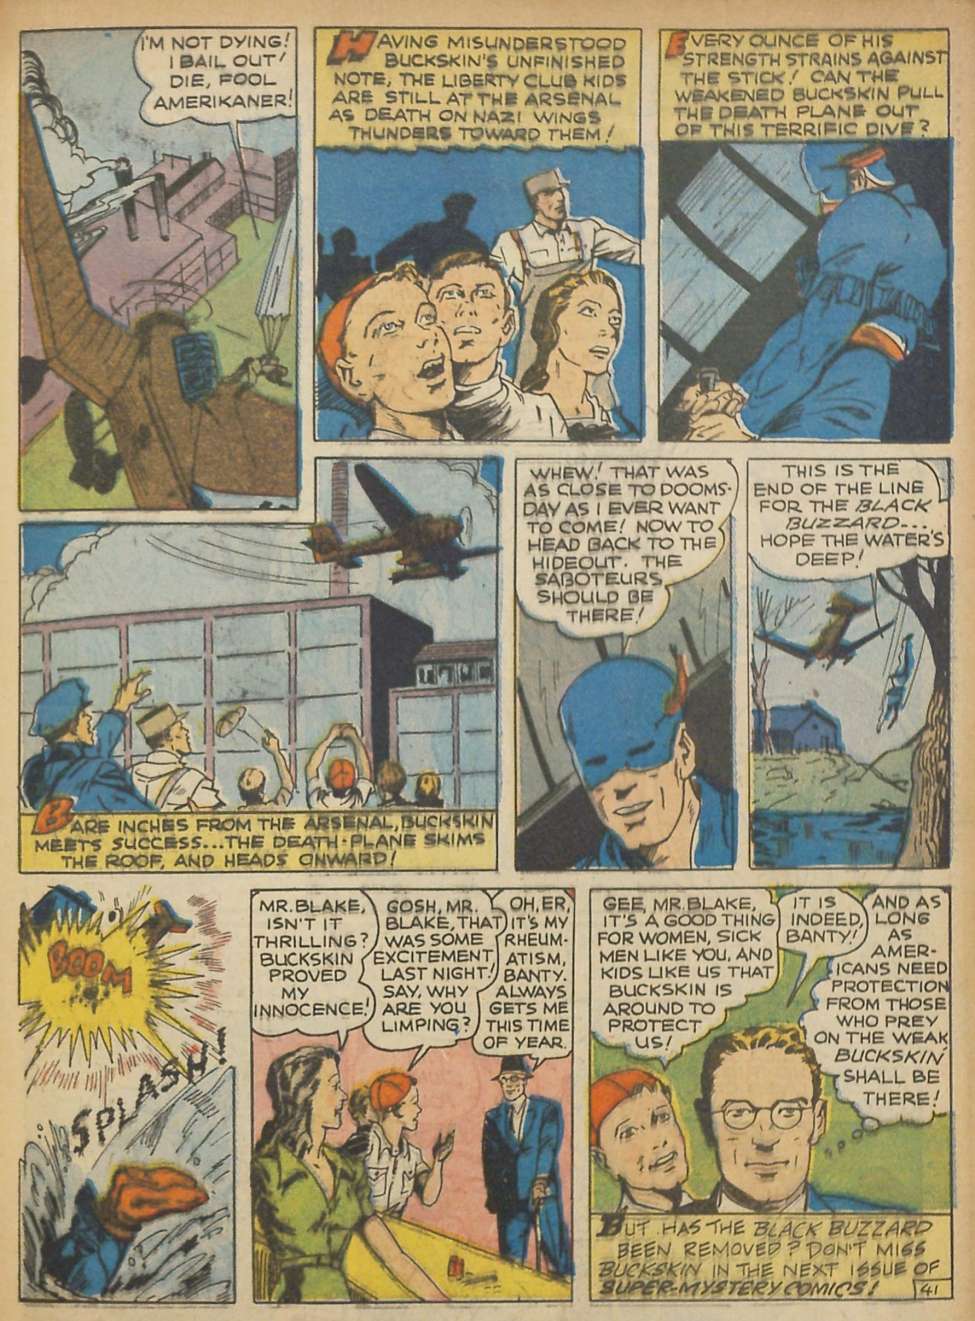 I'M NOT DYING!
I BAIL OUT!
DIE, FOOL
AMERIKANER!
HAVING MISUNDERSTOOD
BUCKSKIN'S UNFINISHED
NOTE, THE LIBERTY CLUB KIDS
ARE STILL AT THE ARSENAL
AS DEATH ON NAZI WINGS
THUNDERS TOWARD THEM!
EVERY OUNCE OF HIS
STRENGTH STRAINS AGAINST
THE STICK! CAN THE
WEAKENED BUCKSKIN PULL
THE DEATH PLANE OUT
OF THIS TERRIFIC DIVE?
BARE INCHES FROM THE ARSENAL, BUCKSKIN
MEETS SUCCESS... THE DEATH-PLANE SKIMS
THE ROOF, AND HEADS ONWARD!
WHEW! THAT WAS
AS CLOSE TO DOOMS-
DAY AS I EVER WANT
TO COME! NOW TO
HEAD BACK TO THE
HIDEOUT. THE
SABOTEURS
SHOULD BE
THERE!
THIS IS THE
END OF THE LINE
FOR THE BLACK
BUZZARD---
HOPE THE WATER'S
DEEP!
BOOM
SPLASH!!
MR. BLAKE,
ISN'T IT
THRILLING?
BUCKSKIN
PROVED
MY
INNOCENCE!
GOSH, MR.
BLAKE, THAT
WAS SOME
EXCITEMENT
LAST NIGHT!
SAY, WHY
ARE YOU
LIMPING?
OH, ER,
IT'S MY
RHEUM-
ATISM,
BANTY.
ALWAYS
GETS ME
THIS TIME
OF YEAR.
GEE, MR. BLAKE,
IT'S A GOOD THING
FOR WOMEN, SICK
MEN LIKE YOU, AND
KIDS LIKE US THAT
BUCKSKIN IS
AROUND TO
PROTECT
US!
IT IS
INDEED,
BANTY!
AND AS
LONG
AS
AMER-
ICANS NEED
PROTECTION
FROM THOSE
WHO PREY
ON THE WEAK
BUCKSKIN
SHALL BE
THERE!
BUT HAS THE BLACK BUZZARD
BEEN REMOVED? DON'T MISS
BUCKSKIN IN THE NEXT ISSUE OF
SUPER-MYSTERY COMICS!
41